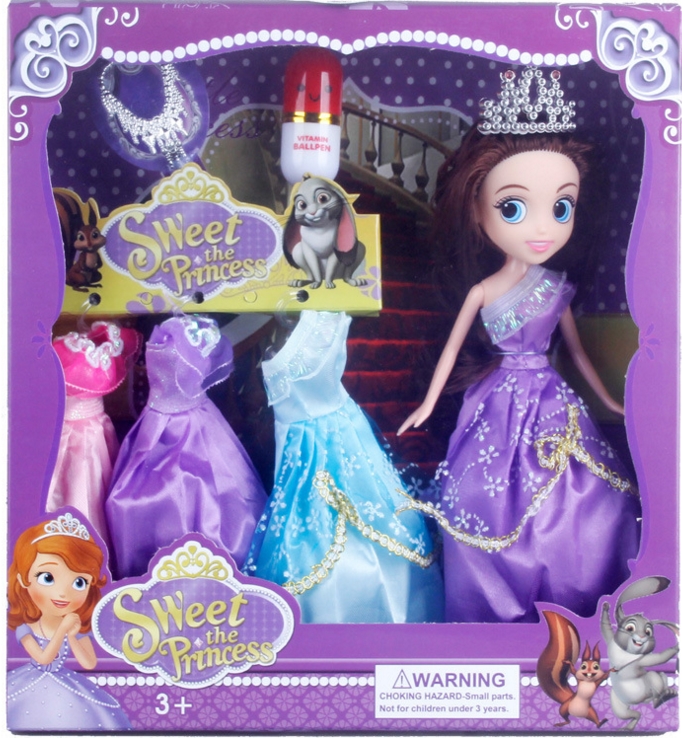 VITAMIN
BALLPEN
Sweet
the
Princess
Sweet
the
Princess
3+
WARNING
CHOKING HAZARD-Small parts.
Not for children under 3 years.